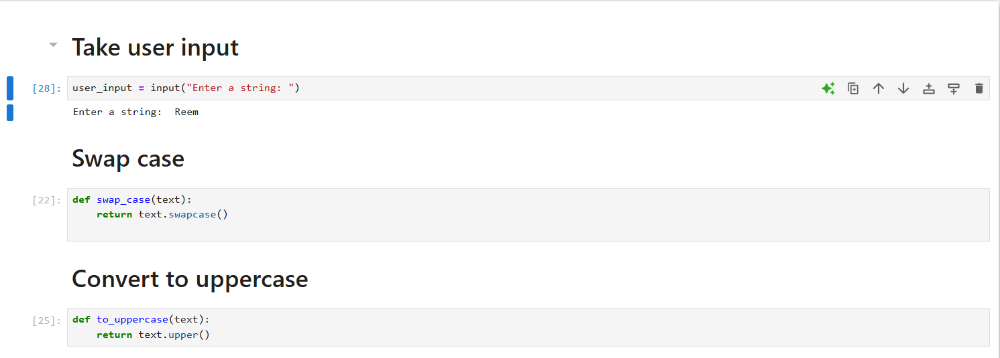 Take user input
[28]: user_input = input("Enter a string: ")
Enter a string:  Reem
Swap case
[22]: def swap_case(text):
    return text.swapcase()
Convert to uppercase
[25]: def to_uppercase(text):
    return text.upper()